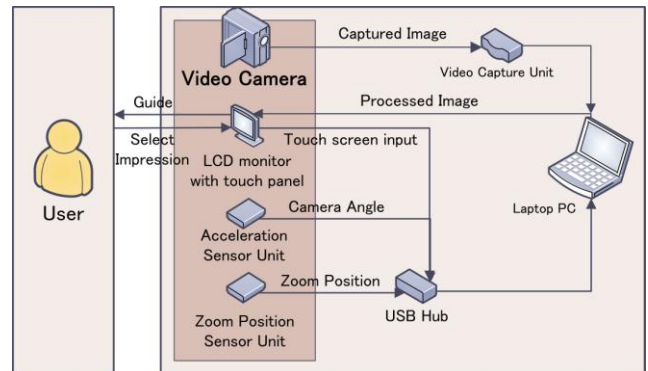 Captured Image
Video Capture Unit
Video Camera
Guide
Processed Image
Select
Impression
Touch screen input
LCD monitor
with touch panel
User
Camera Angle
Laptop PC
Acceleration
Sensor Unit
Zoom Position
USB Hub
Zoom Position
Sensor Unit